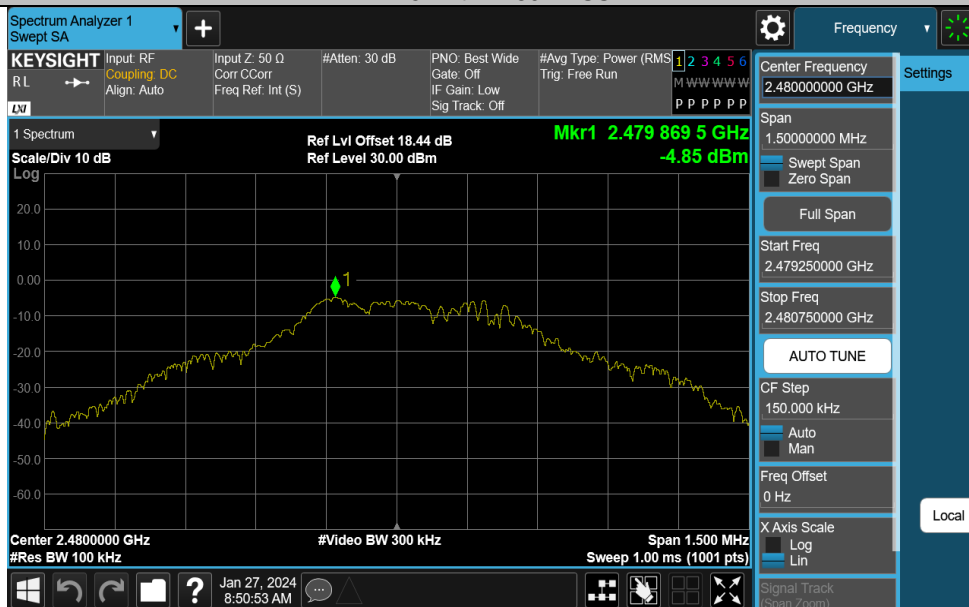 Spectrum Analyzer 1
Swept SA
+
Frequency
KEYSIGHT
RL
LXI
Input: RF
Coupling: DC
Align: Auto
Input Z: 50 Ω
Corr CCorr
Freq Ref: Int (S)
#Atten: 30 dB
PNO: Best Wide
Gate: Off
IF Gain: Low
Sig Track: Off
#Avg Type: Power (RMS
Trig: Free Run
1 2 3 4 5 6
M W W W W W
P P P P P P
1 Spectrum
Scale/Div 10 dB
Log
Ref Lvl Offset 18.44 dB
Ref Level 30.00 dBm
Mkr1 2.479 869 5 GHz
-4.85 dBm
20.0
10.0
0.00
-10.0
-20.0
-30.0
-40.0
-50.0
-60.0
1
Center 2.4800000 GHz
#Res BW 100 kHz
#Video BW 300 kHz
Span 1.500 MHz
Sweep 1.00 ms (1001 pts)
?
Jan 27, 2024
8:50:53 AM
Center Frequency
2.480000000 GHz
Span
1.50000000 MHz
Swept Span
Zero Span
Full Span
Start Freq
2.479250000 GHz
Stop Freq
2.480750000 GHz
AUTO TUNE
CF Step
150.000 kHz
Auto
Man
Freq Offset
0 Hz
X Axis Scale
Log
Lin
Signal Track
(Span Zoom)
Settings
Local